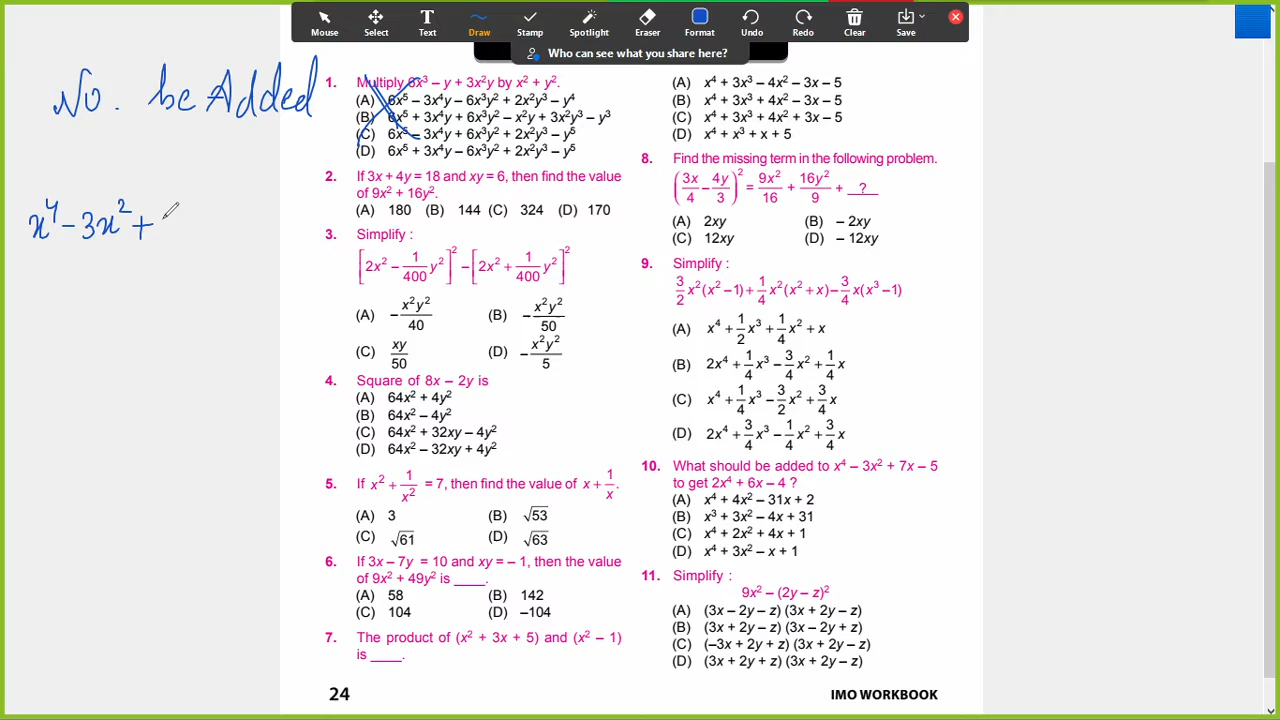 Mouse Select Text Draw Stamp Spotlight Eraser Format Undo Redo Clear Save
Who can see what you share here?
No. be Added
x⁴ – 3x² +
1. Multiply 6x³ – y + 3x²y by x² + y².
(A) 6x⁵ – 3x⁴y – 6x³y² + 2x²y³ – y⁴
(B) 6x⁵ + 3x⁴y + 6x³y² – x²y + 3x²y³ – y³
(C) 6x⁵ – 3x⁴y + 6x³y² + 2x²y³ – y⁵
(D) 6x⁵ + 3x⁴y – 6x³y² + 2x²y³ – y⁵
2. If 3x + 4y = 18 and xy = 6, then find the value
of 9x² + 16y².
(A) 180 (B) 144 (C) 324 (D) 170
3. Simplify :
[2x² – 1/400 y²]² – [2x² + 1/400 y²]²
(A) – x²y²/40 (B) – x²y²/50
(C) xy/50 (D) – x²y²/5
4. Square of 8x – 2y is
(A) 64x² + 4y²
(B) 64x² – 4y²
(C) 64x² + 32xy – 4y²
(D) 64x² – 32xy + 4y²
5. If x² + 1/x² = 7, then find the value of x + 1/x.
(A) 3 (B) √53
(C) √61 (D) √63
6. If 3x – 7y = 10 and xy = – 1, then the value
of 9x² + 49y² is ____.
(A) 58 (B) 142
(C) 104 (D) –104
7. The product of (x² + 3x + 5) and (x² – 1)
is ____.
(A) x⁴ + 3x³ – 4x² – 3x – 5
(B) x⁴ + 3x³ + 4x² – 3x – 5
(C) x⁴ + 3x³ + 4x² + 3x – 5
(D) x⁴ + x³ + x + 5
8. Find the missing term in the following problem.
(3x/4 – 4y/3)² = 9x²/16 + 16y²/9 + __?__
(A) 2xy (B) – 2xy
(C) 12xy (D) – 12xy
9. Simplify :
3/2 x²(x² – 1) + 1/4 x²(x² + x) – 3/4 x(x³ – 1)
(A) x⁴ + 1/2 x³ + 1/4 x² + x
(B) 2x⁴ + 1/4 x³ – 3/4 x² + 1/4 x
(C) x⁴ + 1/4 x³ – 3/2 x² + 3/4 x
(D) 2x⁴ + 3/4 x³ – 1/4 x² + 3/4 x
10. What should be added to x⁴ – 3x² + 7x – 5
to get 2x⁴ + 6x – 4 ?
(A) x⁴ + 4x² – 31x + 2
(B) x³ + 3x² – 4x + 31
(C) x⁴ + 2x² + 4x + 1
(D) x⁴ + 3x² – x + 1
11. Simplify :
9x² – (2y – z)²
(A) (3x – 2y – z) (3x + 2y – z)
(B) (3x + 2y – z) (3x – 2y + z)
(C) (–3x + 2y + z) (3x + 2y – z)
(D) (3x + 2y + z) (3x + 2y – z)
24 IMO WORKBOOK